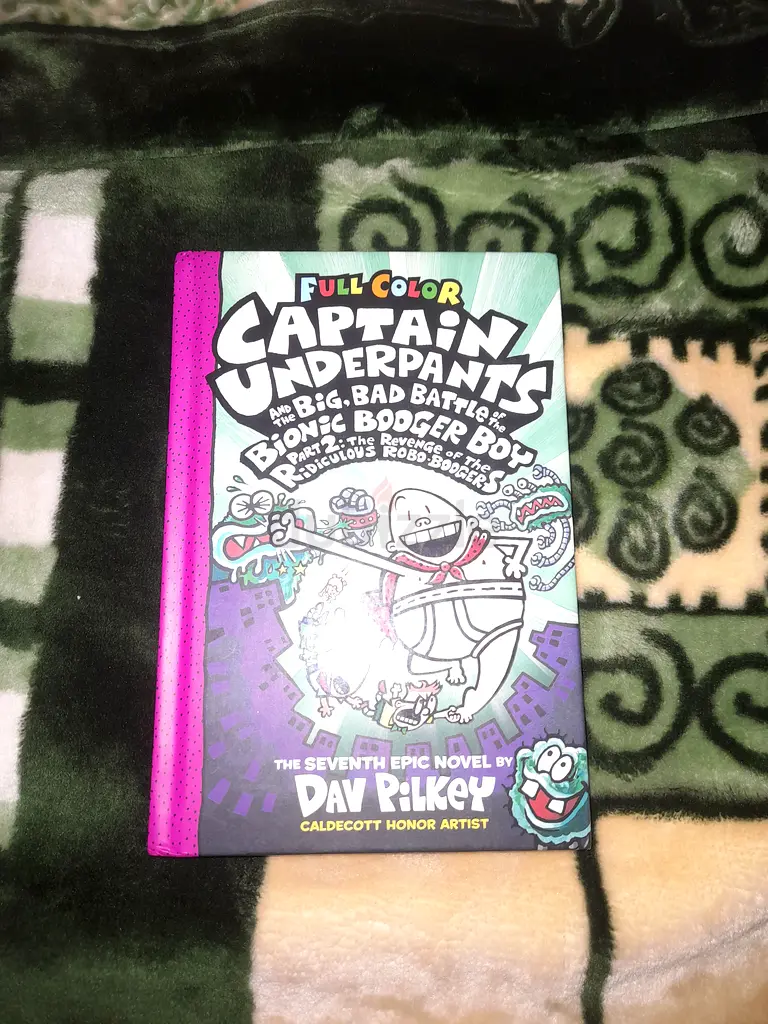 FULL COLOR
CAPTAIN
UNDERPANTS
AND THE BIG, BAD BATTLE OF THE
BIONIC BOOGER BOY
PART 2: THE REVENGE OF THE
RIDICULOUS ROBO-BOOGERS
THE SEVENTH EPIC NOVEL BY
DAV PILKEY
CALDECOTT HONOR ARTIST